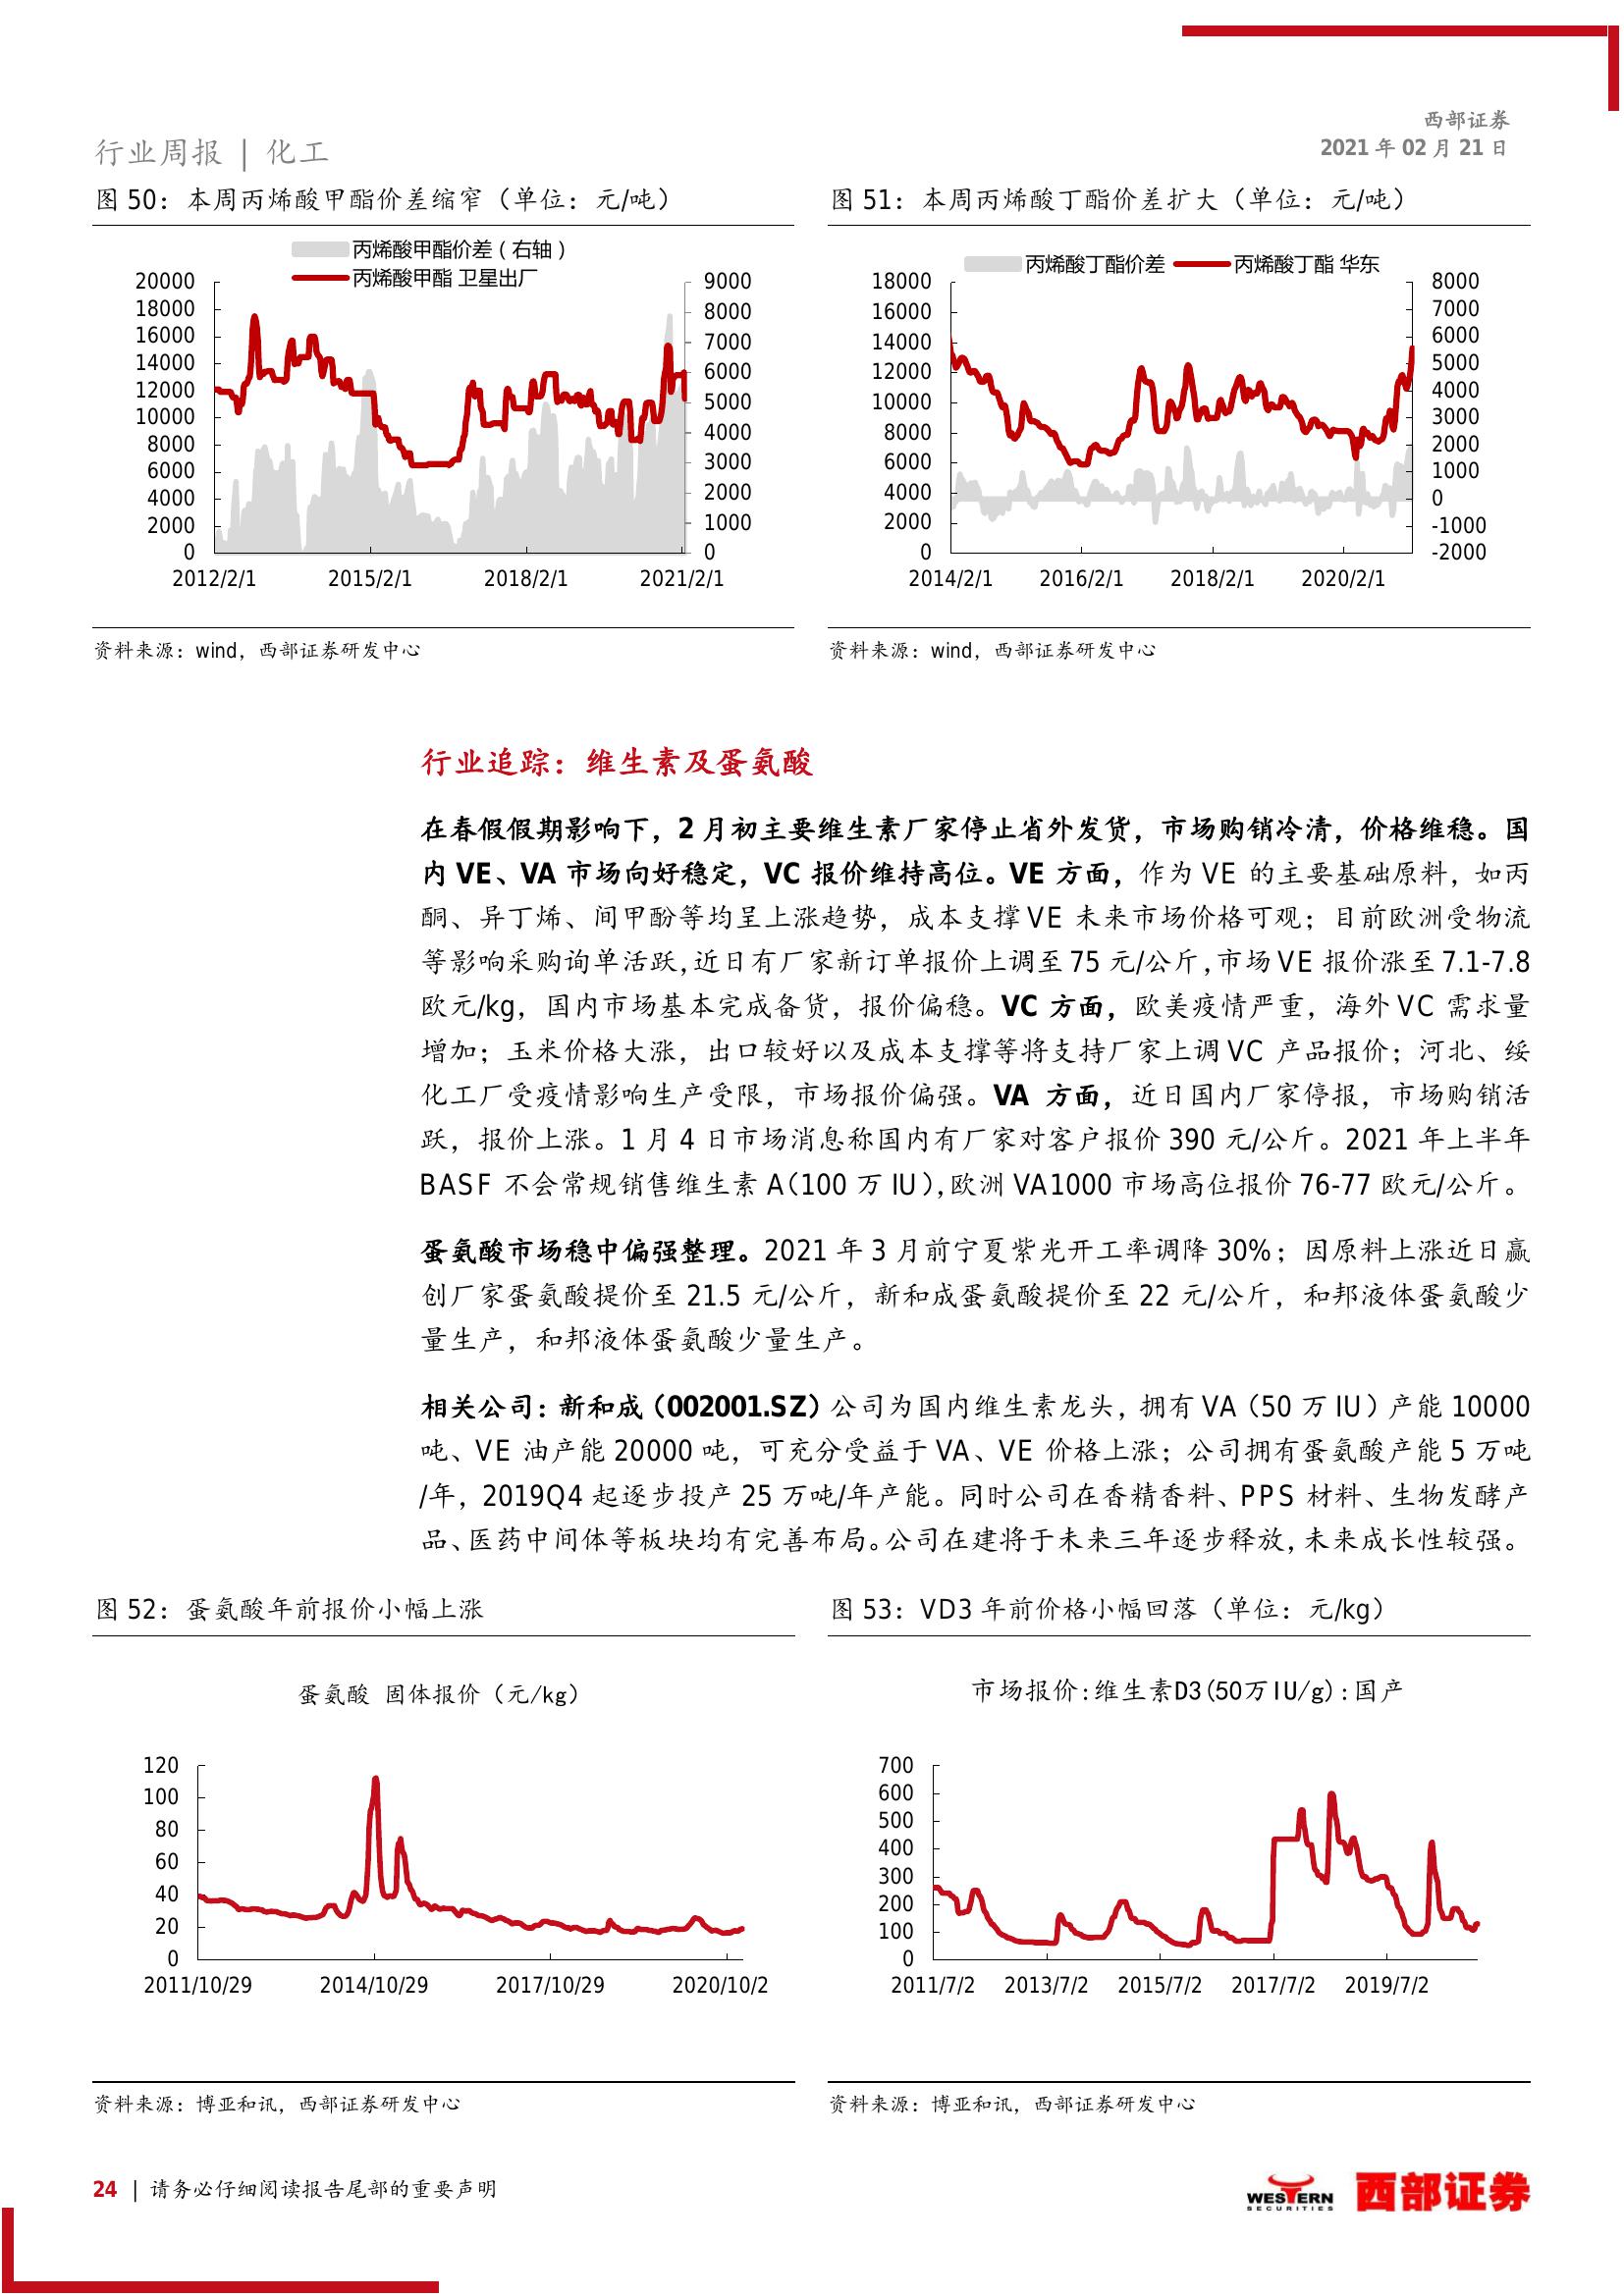 西部证券
2021 年 02 月 21 日
行业周报 | 化工
图 50：本周丙烯酸甲酯价差缩窄（单位：元/吨）
丙烯酸甲酯价差（右轴）
丙烯酸甲酯 卫星出厂
20000
18000
16000
14000
12000
10000
8000
6000
4000
2000
0
9000
8000
7000
6000
5000
4000
3000
2000
1000
0
2012/2/1 2015/2/1 2018/2/1 2021/2/1
资料来源：wind，西部证券研发中心
图 51：本周丙烯酸丁酯价差扩大（单位：元/吨）
丙烯酸丁酯价差 丙烯酸丁酯 华东
18000
16000
14000
12000
10000
8000
6000
4000
2000
0
8000
7000
6000
5000
4000
3000
2000
1000
0
-1000
-2000
2014/2/1 2016/2/1 2018/2/1 2020/2/1
资料来源：wind，西部证券研发中心
行业追踪：维生素及蛋氨酸
在春假假期影响下，2 月初主要维生素厂家停止省外发货，市场购销冷清，价格维稳。国
内 VE、VA 市场向好稳定，VC 报价维持高位。VE 方面，作为 VE 的主要基础原料，如丙
酮、异丁烯、间甲酚等均呈上涨趋势，成本支撑 VE 未来市场价格可观；目前欧洲受物流
等影响采购询单活跃，近日有厂家新订单报价上调至 75 元/公斤，市场 VE 报价涨至 7.1-7.8
欧元/kg，国内市场基本完成备货，报价偏稳。VC 方面，欧美疫情严重，海外 VC 需求量
增加；玉米价格大涨，出口较好以及成本支撑等将支持厂家上调 VC 产品报价；河北、绥
化工厂受疫情影响生产受限，市场报价偏强。VA 方面，近日国内厂家停报，市场购销活
跃，报价上涨。1 月 4 日市场消息称国内有厂家对客户报价 390 元/公斤。2021 年上半年
BASF 不会常规销售维生素 A（100 万 IU），欧洲 VA1000 市场高位报价 76-77 欧元/公斤。
蛋氨酸市场稳中偏强整理。2021 年 3 月前宁夏紫光开工率调降 30%；因原料上涨近日赢
创厂家蛋氨酸提价至 21.5 元/公斤，新和成蛋氨酸提价至 22 元/公斤，和邦液体蛋氨酸少
量生产，和邦液体蛋氨酸少量生产。
相关公司：新和成（002001.SZ）公司为国内维生素龙头，拥有 VA（50 万 IU）产能 10000
吨、VE 油产能 20000 吨，可充分受益于 VA、VE 价格上涨；公司拥有蛋氨酸产能 5 万吨
/年，2019Q4 起逐步投产 25 万吨/年产能。同时公司在香精香料、PPS 材料、生物发酵产
品、医药中间体等板块均有完善布局。公司在建将于未来三年逐步释放，未来成长性较强。
图 52：蛋氨酸年前报价小幅上涨
蛋氨酸 固体报价（元/kg）
120
100
80
60
40
20
0
2011/10/29 2014/10/29 2017/10/29 2020/10/2
资料来源：博亚和讯，西部证券研发中心
图 53：VD3 年前价格小幅回落（单位：元/kg）
市场报价:维生素D3(50万IU/g):国产
700
600
500
400
300
200
100
0
2011/7/2 2013/7/2 2015/7/2 2017/7/2 2019/7/2
资料来源：博亚和讯，西部证券研发中心
24 | 请务必仔细阅读报告尾部的重要声明
WESTERN
SECURITIES
西部证券